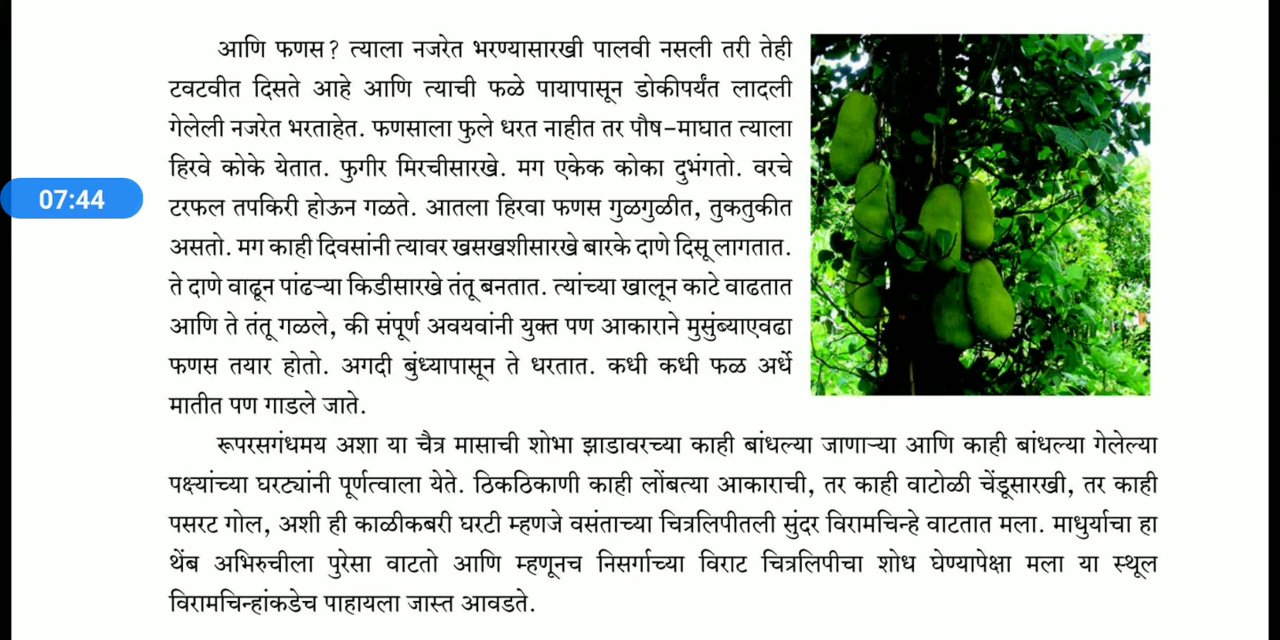 आणि फणस? त्याला नजरेत भरण्यासारखी पालवी नसली तरी तेही
टवटवीत दिसते आहे आणि त्याची फळे पायापासून डोकीपर्यंत लादली
गेलेली नजरेत भरताहेत. फणसाला फुले धरत नाहीत तर पौष-माघात त्याला
हिरवे कोके येतात. फुगीर मिरचीसारखे. मग एकेक कोका दुभंगतो. वरचे
07:44
टरफल तपकिरी होऊन गळते. आतला हिरवा फणस गुळगुळीत, तुकतुकीत
असतो. मग काही दिवसांनी त्यावर खसखशीसारखे बारके दाणे दिसू लागतात.
ते दाणे वाढून पांढऱ्या किडीसारखे तंतू बनतात. त्यांच्या खालून काटे वाढतात
आणि ते तंतू गळले, की संपूर्ण अवयवांनी युक्त पण आकाराने मुसुंब्याएवढा
फणस तयार होतो. अगदी बुंध्यापासून ते धरतात. कधी कधी फळ अर्धे
मातीत पण गाडले जाते.
रूपरसगंधमय अशा या चैत्र मासाची शोभा झाडावरच्या काही बांधल्या जाणाऱ्या आणि काही बांधल्या गेलेल्या
पक्ष्यांच्या घरट्यांनी पूर्णत्वाला येते. ठिकठिकाणी काही लोंबत्या आकाराची, तर काही वाटोळी चेंडूसारखी, तर काही
पसरट गोल, अशी ही काळीकबरी घरटी म्हणजे वसंताच्या चित्रलिपीतली सुंदर विरामचिन्हे वाटतात मला. माधुर्याचा हा
थेंब अभिरुचीला पुरेसा वाटतो आणि म्हणूनच निसर्गाच्या विराट चित्रलिपीचा शोध घेण्यापेक्षा मला या स्थूल
विरामचिन्हांकडेच पाहायला जास्त आवडते.